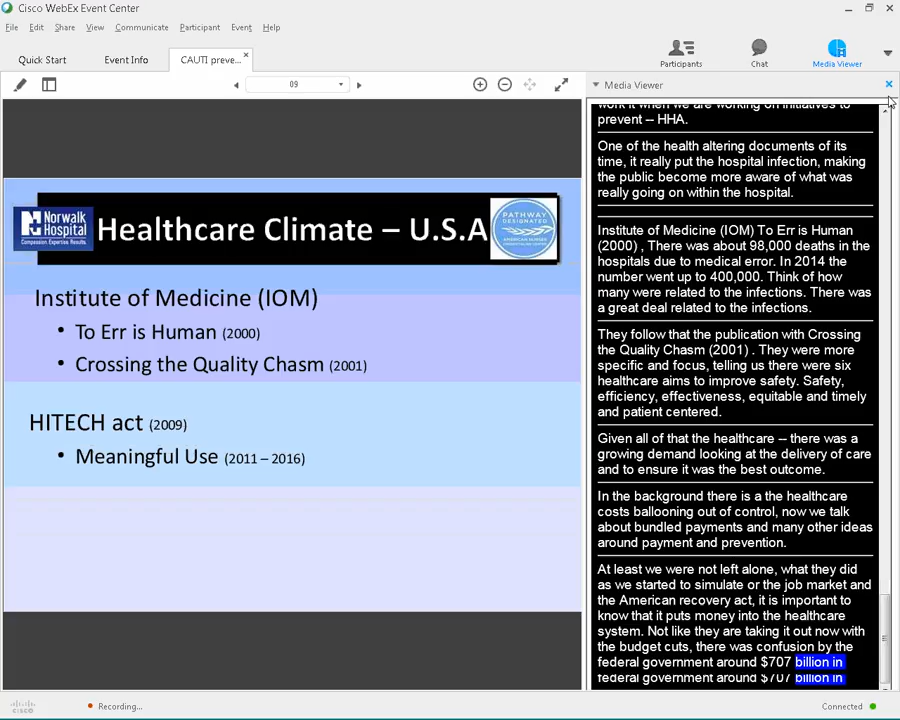 Cisco WebEx Event Center
File Edit Share View Communicate Participant Event Help
Quick Start Event Info CAUTI preve...
Participants Chat Media Viewer
09
Media Viewer
Norwalk
Hospital
Compassion. Expertise. Results.
Healthcare Climate – U.S.A
PATHWAY
DESIGNATED
AMERICAN NURSES
CREDENTIALING CENTER
Institute of Medicine (IOM)
• To Err is Human (2000)
• Crossing the Quality Chasm (2001)
HITECH act (2009)
• Meaningful Use (2011 – 2016)
work it when we are working on initiatives to
prevent -- HHA.
One of the health altering documents of its
time, it really put the hospital infection, making
the public become more aware of what was
really going on within the hospital.
Institute of Medicine (IOM) To Err is Human
(2000) , There was about 98,000 deaths in the
hospitals due to medical error. In 2014 the
number went up to 400,000. Think of how
many were related to the infections. There was
a great deal related to the infections.
They follow that the publication with Crossing
the Quality Chasm (2001) . They were more
specific and focus, telling us there were six
healthcare aims to improve safety. Safety,
efficiency, effectiveness, equitable and timely
and patient centered.
Given all of that the healthcare -- there was a
growing demand looking at the delivery of care
and to ensure it was the best outcome.
In the background there is a the healthcare
costs ballooning out of control, now we talk
about bundled payments and many other ideas
around payment and prevention.
At least we were not left alone, what they did
as we started to simulate or the job market and
the American recovery act, it is important to
know that it puts money into the healthcare
system. Not like they are taking it out now with
the budget cuts, there was confusion by the
federal government around $707 billion in
federal government around $707 billion in
cisco
Recording...
Connected